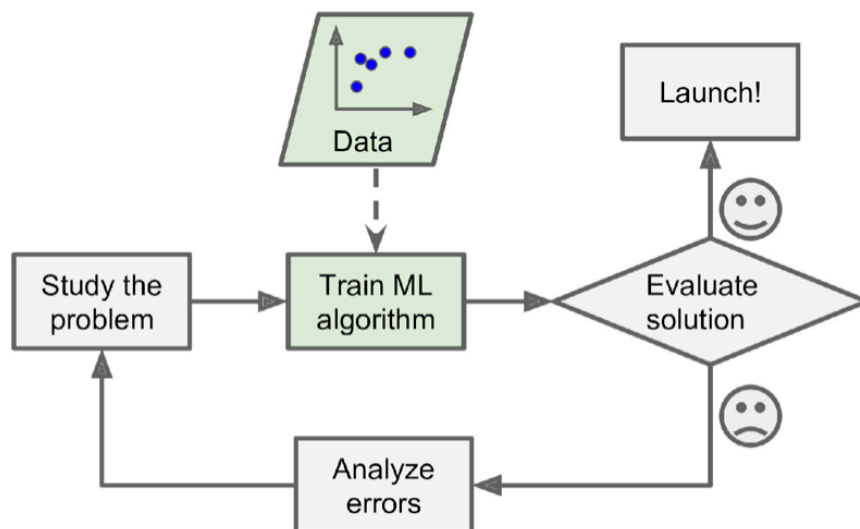 Launch!
Data
Study the
problem
Train ML
algorithm
Evaluate
solution
Analyze
errors